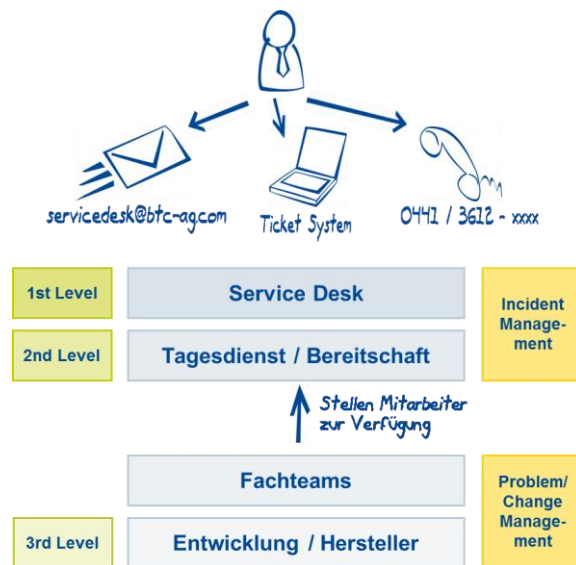 servicedesk@btc-ag.com
Ticket System
0441 / 3612 - xxxx
1st Level
Service Desk
Incident
Manage-
ment
2nd Level
Tagesdienst / Bereitschaft
Stellen Mitarbeiter
zur Verfügung
Fachteams
Problem/
Change
Manage-
ment
3rd Level
Entwicklung / Hersteller